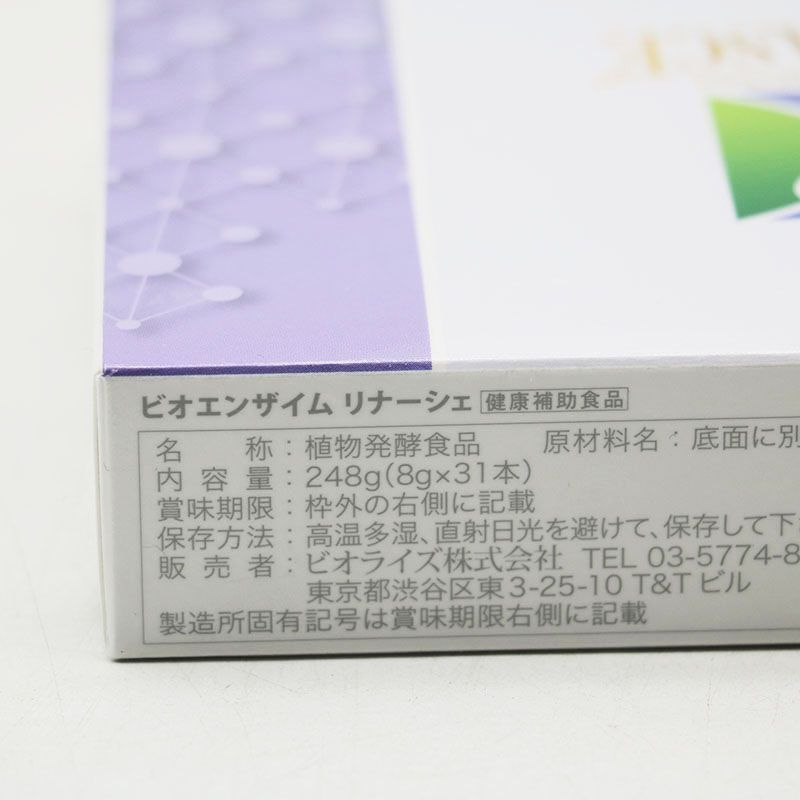 ビオエンザイム リナーシェ 健康補助食品
名称：植物発酵食品 原材料名：底面に別
内容量：248g(8g×31本)
賞味期限：枠外の右側に記載
保存方法：高温多湿、直射日光を避けて、保存して下
販売者：ビオライズ株式会社 TEL 03-5774-8
東京都渋谷区東3-25-10 T&Tビル
製造所固有記号は賞味期限右側に記載